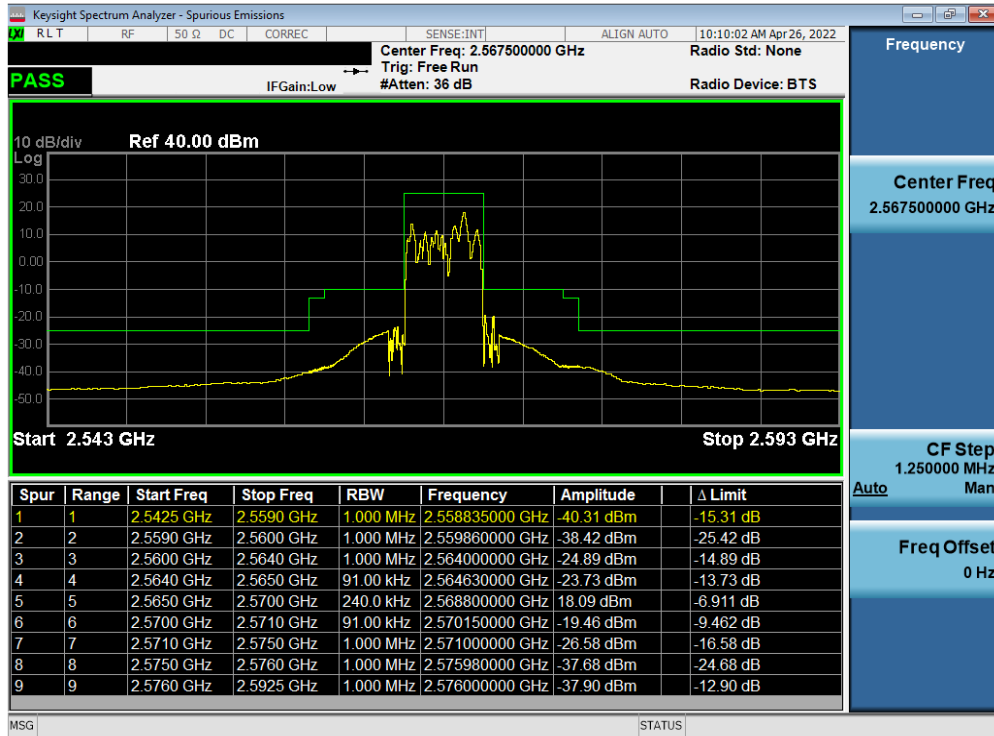 Keysight Spectrum Analyzer - Spurious Emissions
LXI RLT RF 50 Ω DC CORREC SENSE:INT ALIGN AUTO 10:10:02 AM Apr 26, 2022
Center Freq: 2.567500000 GHz Radio Std: None
Trig: Free Run
PASS IFGain:Low #Atten: 36 dB Radio Device: BTS
10 dB/div Ref 40.00 dBm
Log
30.0
20.0
10.0
0.00
-10.0
-20.0
-30.0
-40.0
-50.0
Start 2.543 GHz Stop 2.593 GHz
Spur Range Start Freq Stop Freq RBW Frequency Amplitude Δ Limit
1 1 2.5425 GHz 2.5590 GHz 1.000 MHz 2.558835000 GHz -40.31 dBm -15.31 dB
2 2 2.5590 GHz 2.5600 GHz 1.000 MHz 2.559860000 GHz -38.42 dBm -25.42 dB
3 3 2.5600 GHz 2.5640 GHz 1.000 MHz 2.564000000 GHz -24.89 dBm -14.89 dB
4 4 2.5640 GHz 2.5650 GHz 91.00 kHz 2.564630000 GHz -23.73 dBm -13.73 dB
5 5 2.5650 GHz 2.5700 GHz 240.0 kHz 2.568800000 GHz 18.09 dBm -6.911 dB
6 6 2.5700 GHz 2.5710 GHz 91.00 kHz 2.570150000 GHz -19.46 dBm -9.462 dB
7 7 2.5710 GHz 2.5750 GHz 1.000 MHz 2.571000000 GHz -26.58 dBm -16.58 dB
8 8 2.5750 GHz 2.5760 GHz 1.000 MHz 2.575980000 GHz -37.68 dBm -24.68 dB
9 9 2.5760 GHz 2.5925 GHz 1.000 MHz 2.576000000 GHz -37.90 dBm -12.90 dB
MSG STATUS
Frequency
Center Freq
2.567500000 GHz
CF Step
1.250000 MHz
Auto Man
Freq Offset
0 Hz